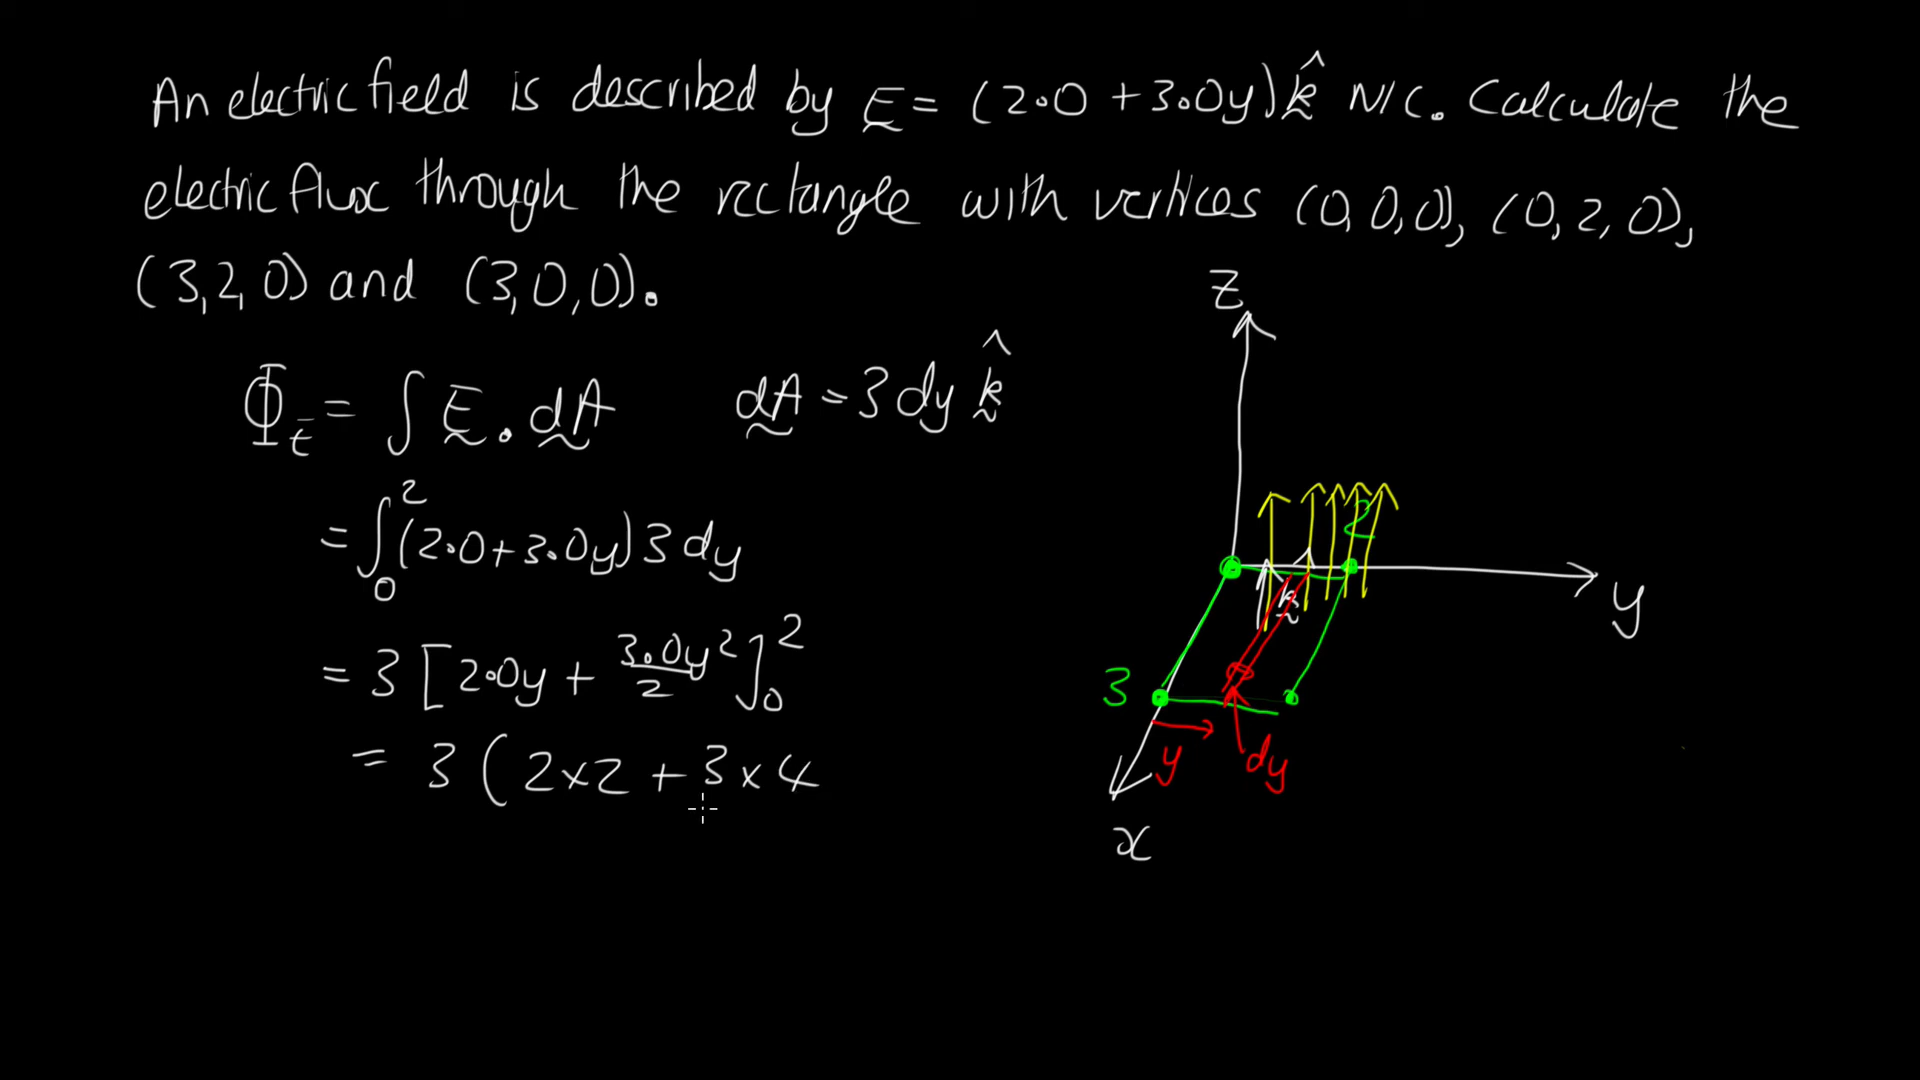 An electric field is described by E = (2.0 + 3.0y) k̂ N/C. Calculate the
electric flux through the rectangle with vertices (0,0,0), (0,2,0),
(3,2,0) and (3,0,0).
Φ_E = ∫ E . dA    dA = 3 dy k̂
= ∫₀² (2.0+3.0y) 3 dy
= 3 [2.0y + 3.0y²/2]₀²
= 3 (2×2 + 3×4
z
2
k
y
3
y
dy
x